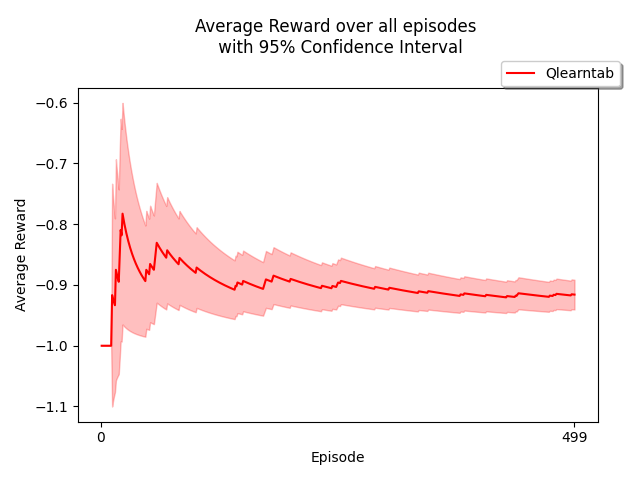 Average Reward over all episodes
with 95% Confidence Interval
Qlearntab
−0.6
−0.7
−0.8
−0.9
−1.0
−1.1
Average Reward
0
499
Episode